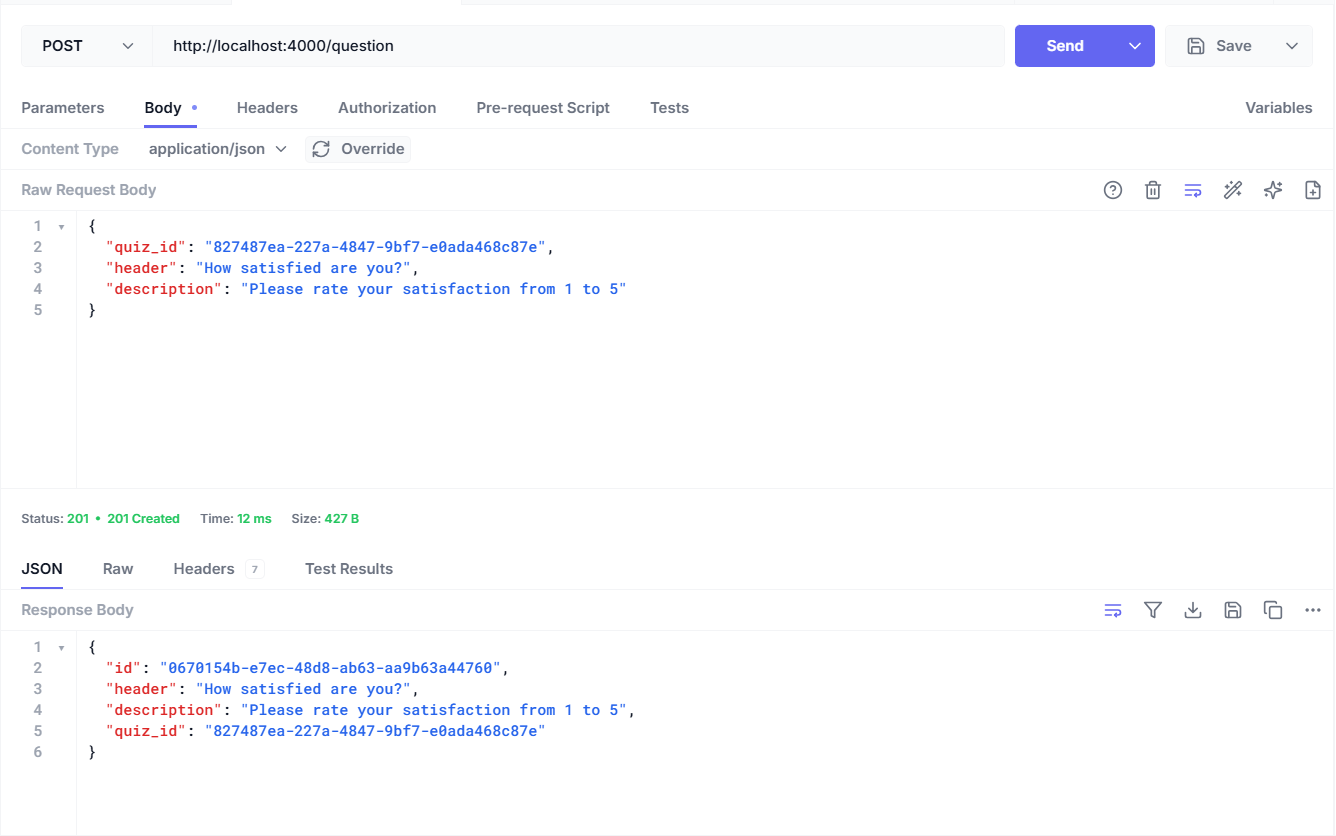 POST http://localhost:4000/question Send Save
Parameters Body Headers Authorization Pre-request Script Tests Variables
Content Type application/json Override
Raw Request Body
1 {
2 "quiz_id": "827487ea-227a-4847-9bf7-e0ada468c87e",
3 "header": "How satisfied are you?",
4 "description": "Please rate your satisfaction from 1 to 5"
5 }
Status: 201 • 201 Created Time: 12 ms Size: 427 B
JSON Raw Headers 7 Test Results
Response Body
1 {
2 "id": "0670154b-e7ec-48d8-ab63-aa9b63a44760",
3 "header": "How satisfied are you?",
4 "description": "Please rate your satisfaction from 1 to 5",
5 "quiz_id": "827487ea-227a-4847-9bf7-e0ada468c87e"
6 }